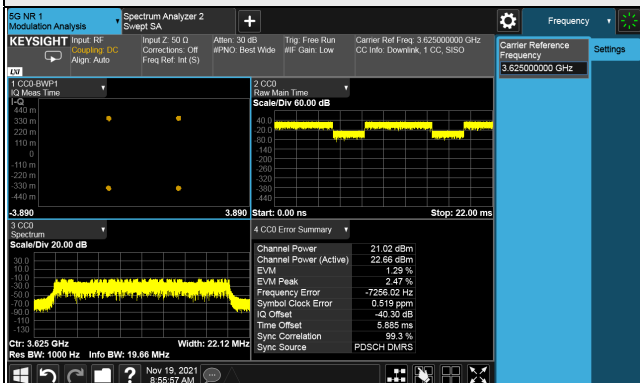 5G NR 1
Modulation Analysis
Spectrum Analyzer 2
Swept SA
Frequency
KEYSIGHT
Input: RF
Coupling: DC
Align: Auto
Input Z: 50 Ω
Corrections: Off
Freq Ref: Int (S)
Atten: 30 dB
#PNO: Best Wide
Trig: Free Run
#IF Gain: Low
Carrier Ref Freq: 3.625000000 GHz
CC Info: Downlink, 1 CC, SISO
LXI
Carrier Reference
Frequency
3.625000000 GHz
Settings
1 CC0-BWP1
IQ Meas Time
I-Q
440 m
330 m
220 m
110 m
0
-110 m
-220 m
-330 m
-440 m
-3.890
3.890
2 CC0
Raw Main Time
Scale/Div 60.00 dB
40.0
-20.0
-80.0
-140
-200
-260
-320
-380
-440
Start: 0.00 ns
Stop: 22.00 ms
3 CC0
Spectrum
Scale/Div 20.00 dB
30.0
10.0
-10.0
-30.0
-50.0
-70.0
-90.0
-110
-130
Ctr: 3.625 GHz
Width: 22.12 MHz
Res BW: 1000 Hz Info BW: 19.66 MHz
4 CC0 Error Summary
Channel Power 21.02 dBm
Channel Power (Active) 22.66 dBm
EVM 1.29 %
EVM Peak 2.47 %
Frequency Error -7256.02 Hz
Symbol Clock Error 0.519 ppm
IQ Offset -40.30 dB
Time Offset 5.885 ms
Sync Correlation 99.3 %
Sync Source PDSCH DMRS
Nov 19, 2021
8:55:57 AM